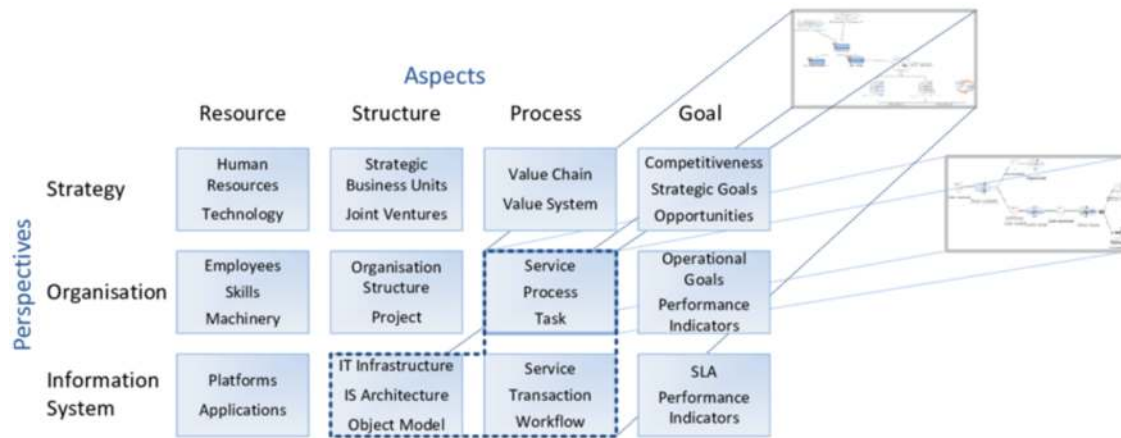 Aspects
Resource
Structure
Process
Goal
Perspectives
Strategy
Human
Resources
Technology
Strategic
Business Units
Joint Ventures
Value Chain
Value System
Competitiveness
Strategic Goals
Opportunities
Organisation
Employees
Skills
Machinery
Organisation
Structure
Project
Service
Process
Task
Operational
Goals
Performance
Indicators
Information
System
Platforms
Applications
IT Infrastructure
IS Architecture
Object Model
Service
Transaction
Workflow
SLA
Performance
Indicators